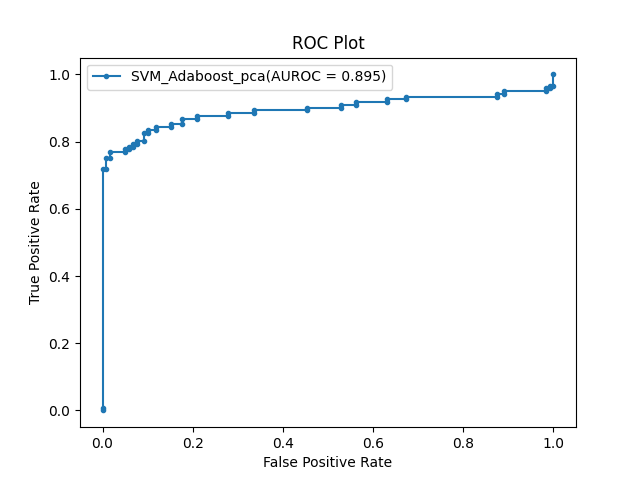 ROC Plot
SVM_Adaboost_pca(AUROC = 0.895)
1.0
0.8
0.6
0.4
0.2
0.0
True Positive Rate
0.0 0.2 0.4 0.6 0.8 1.0
False Positive Rate